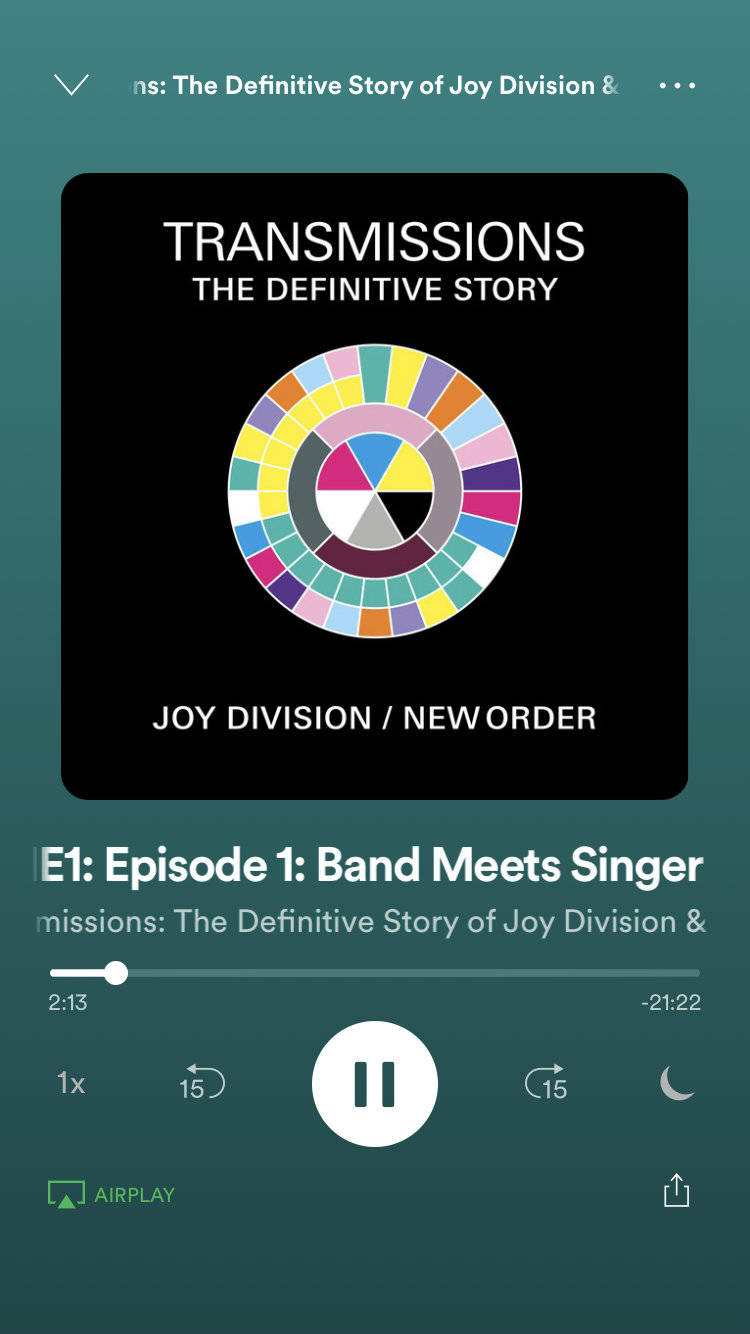 ns: The Definitive Story of Joy Division &
TRANSMISSIONS
THE DEFINITIVE STORY
JOY DIVISION / NEW ORDER
E1: Episode 1: Band Meets Singer
missions: The Definitive Story of Joy Division &
2:13
-21:22
1x
15
15
AIRPLAY